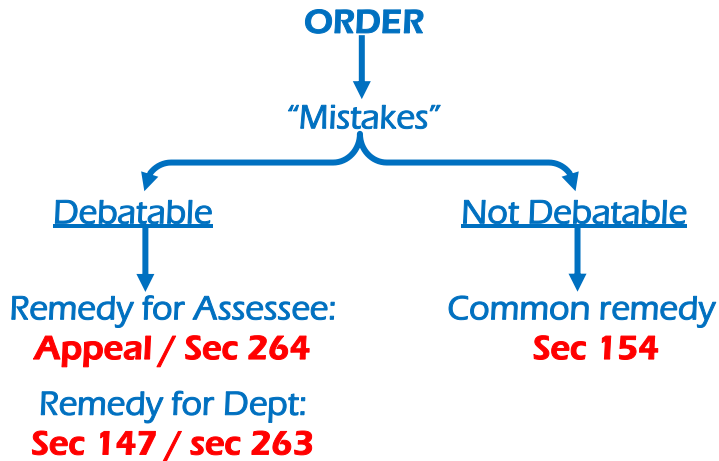 ORDER
“Mistakes”
Debatable
Not Debatable
Remedy for Assessee:
Appeal / Sec 264
Remedy for Dept:
Sec 147 / sec 263
Common remedy
Sec 154